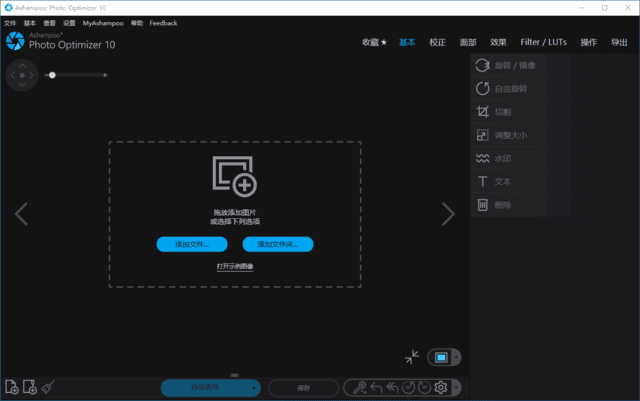 Ashampoo Photo Optimizer 10
文件 基本 查看 设置 MyAshampoo 帮助 Feedback
Ashampoo®
Photo Optimizer 10
收藏★ 基本 校正 面部 效果 Filter / LUTs 操作 导出
旋转 / 镜像
自由旋转
切割
调整大小
水印
文本
删除
拖放添加图片
或选择下列选项
添加文件... 添加文件夹...
打开示例图像
自动优化 保存